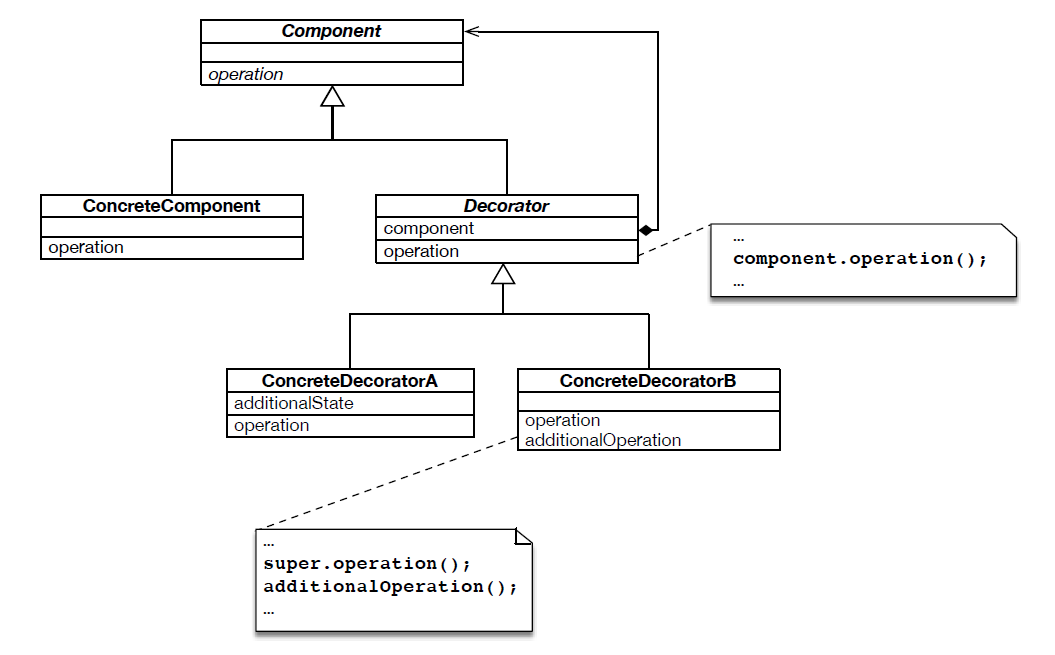 Component
operation
ConcreteComponent
operation
Decorator
component
operation
...
component.operation();
...
ConcreteDecoratorA
additionalState
operation
ConcreteDecoratorB
operation
additionalOperation
...
super.operation();
additionalOperation();
...